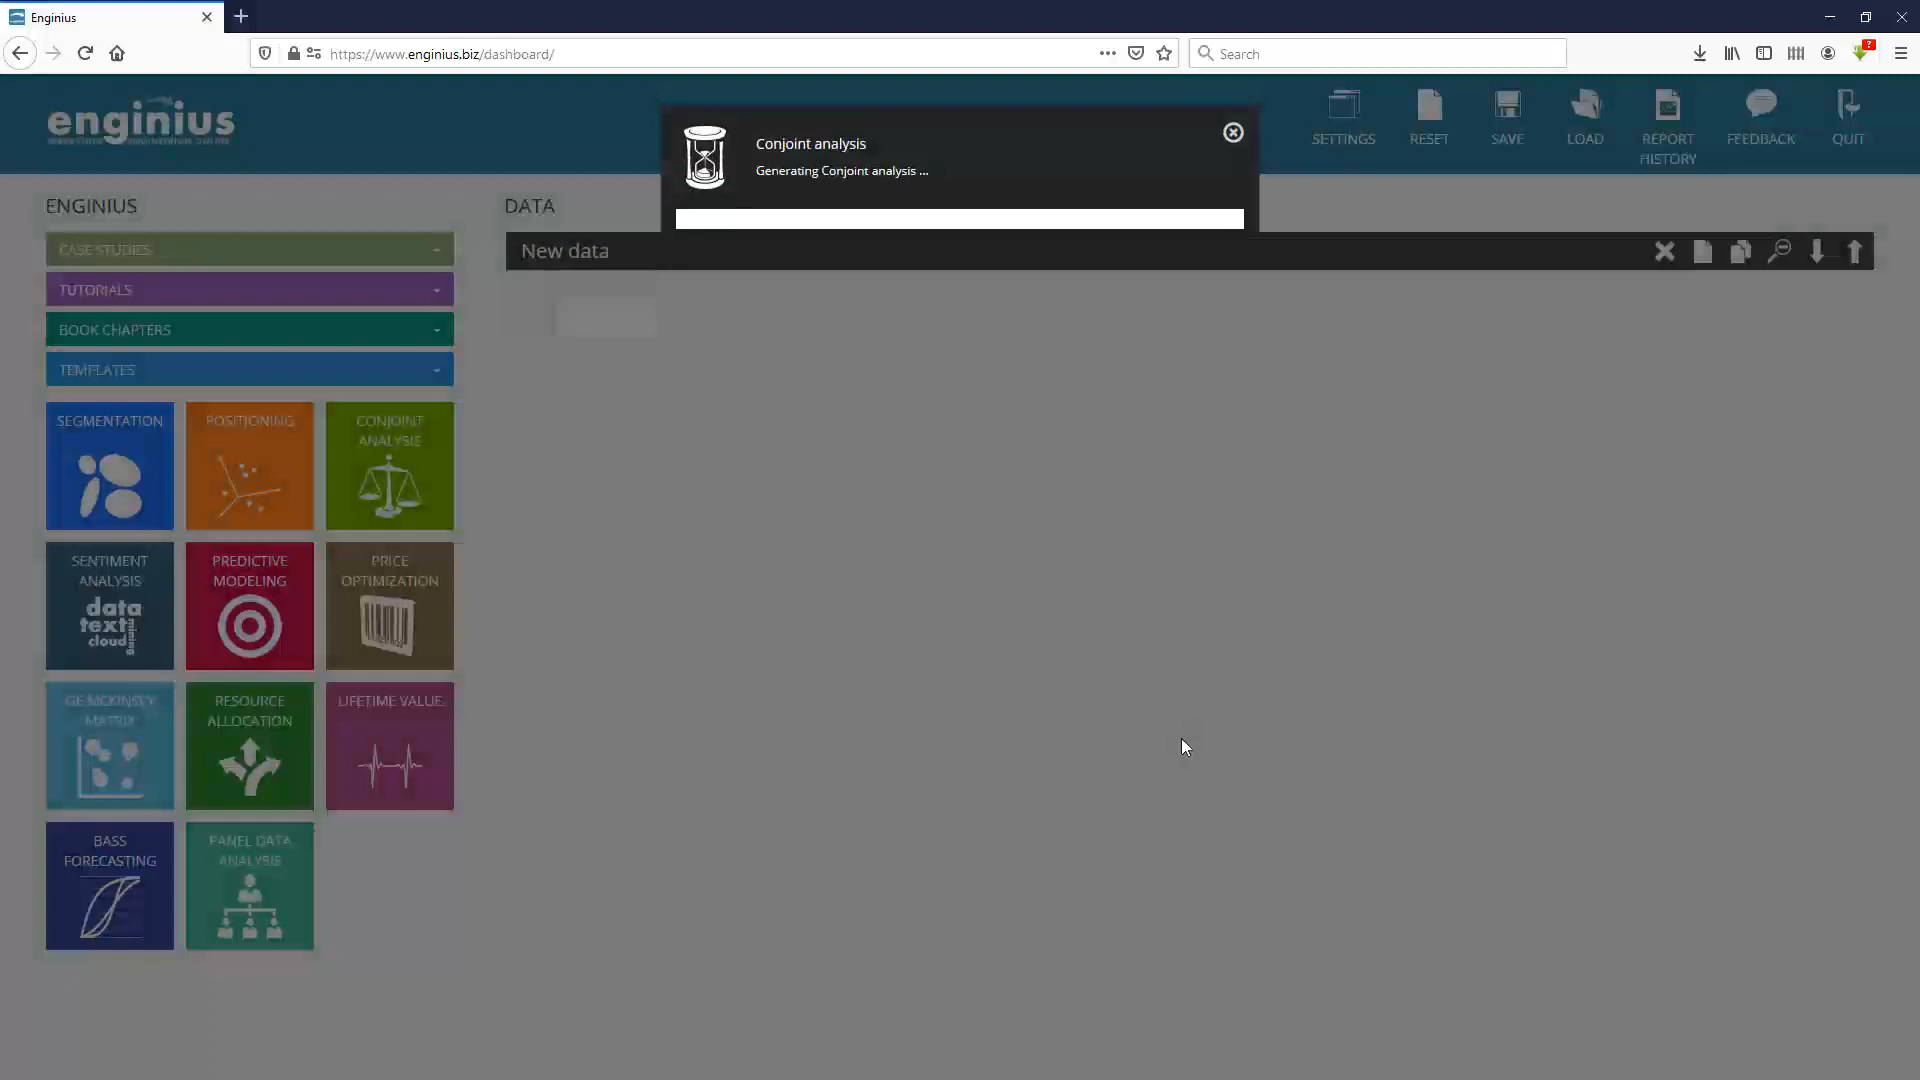 Enginius
https://www.enginius.biz/dashboard/
Search
?
enginius
SETTINGS
RESET
SAVE
LOAD
REPORT
HISTORY
FEEDBACK
QUIT
Conjoint analysis
Generating Conjoint analysis ...
ENGINIUS
CASE STUDIES
TUTORIALS
BOOK CHAPTERS
TEMPLATES
DATA
New data
SEGMENTATION
POSITIONING
CONJOINT
ANALYSIS
SENTIMENT
ANALYSIS
data
text
mining
cloud
PREDICTIVE
MODELING
PRICE
OPTIMIZATION
GE MCKINSEY
MATRIX
RESOURCE
ALLOCATION
LIFETIME VALUE
BASS
FORECASTING
PANEL DATA
ANALYSIS